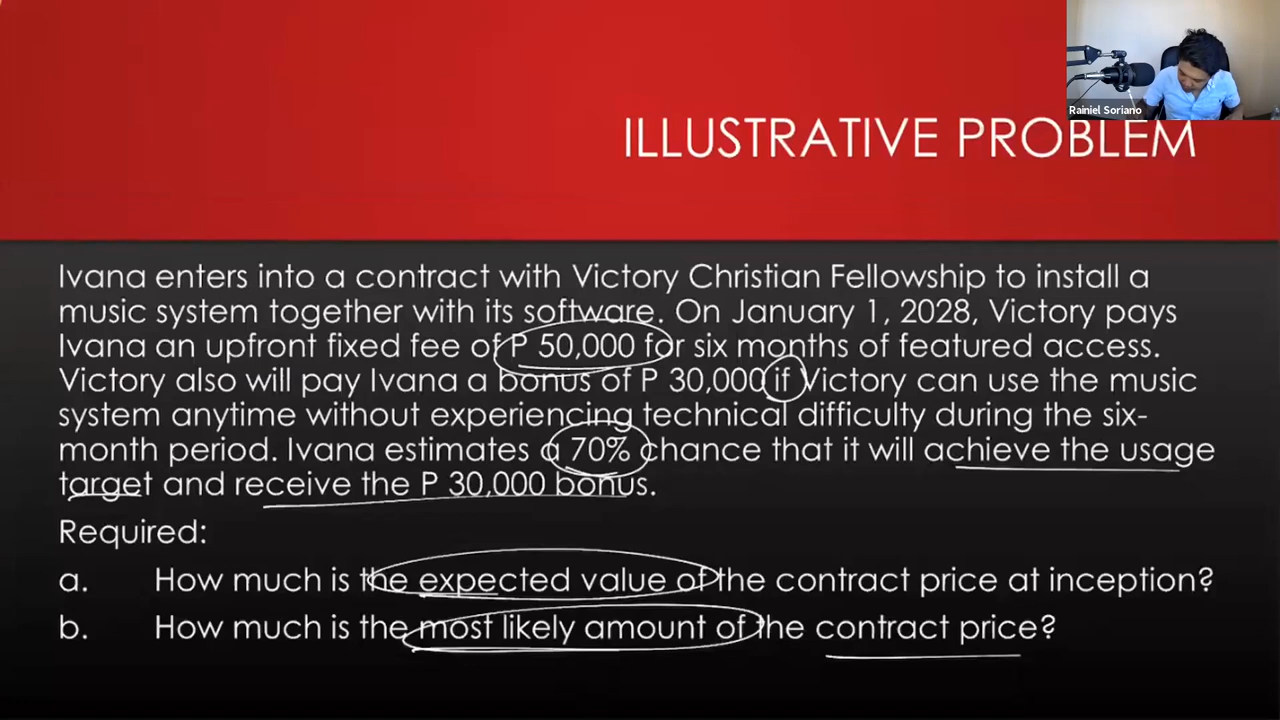 Rainiel Soriano
ILLUSTRATIVE PROBLEM
Ivana enters into a contract with Victory Christian Fellowship to install a
music system together with its software. On January 1, 2028, Victory pays
Ivana an upfront fixed fee of P 50,000 for six months of featured access.
Victory also will pay Ivana a bonus of P 30,000 if Victory can use the music
system anytime without experiencing technical difficulty during the six-
month period. Ivana estimates a 70% chance that it will achieve the usage
target and receive the P 30,000 bonus.
Required:
a. How much is the expected value of the contract price at inception?
b. How much is the most likely amount of the contract price?